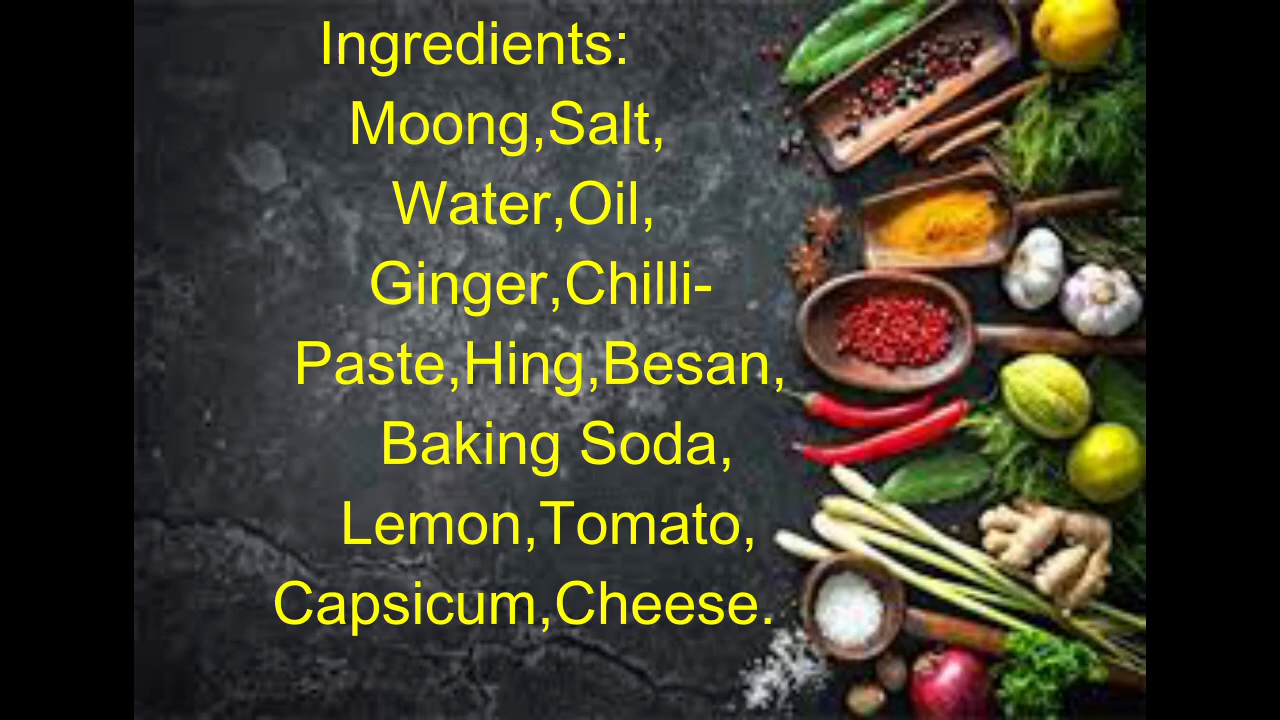 Ingredients:
Moong,Salt,
Water,Oil,
Ginger,Chilli-
Paste,Hing,Besan,
Baking Soda,
Lemon,Tomato,
Capsicum,Cheese.